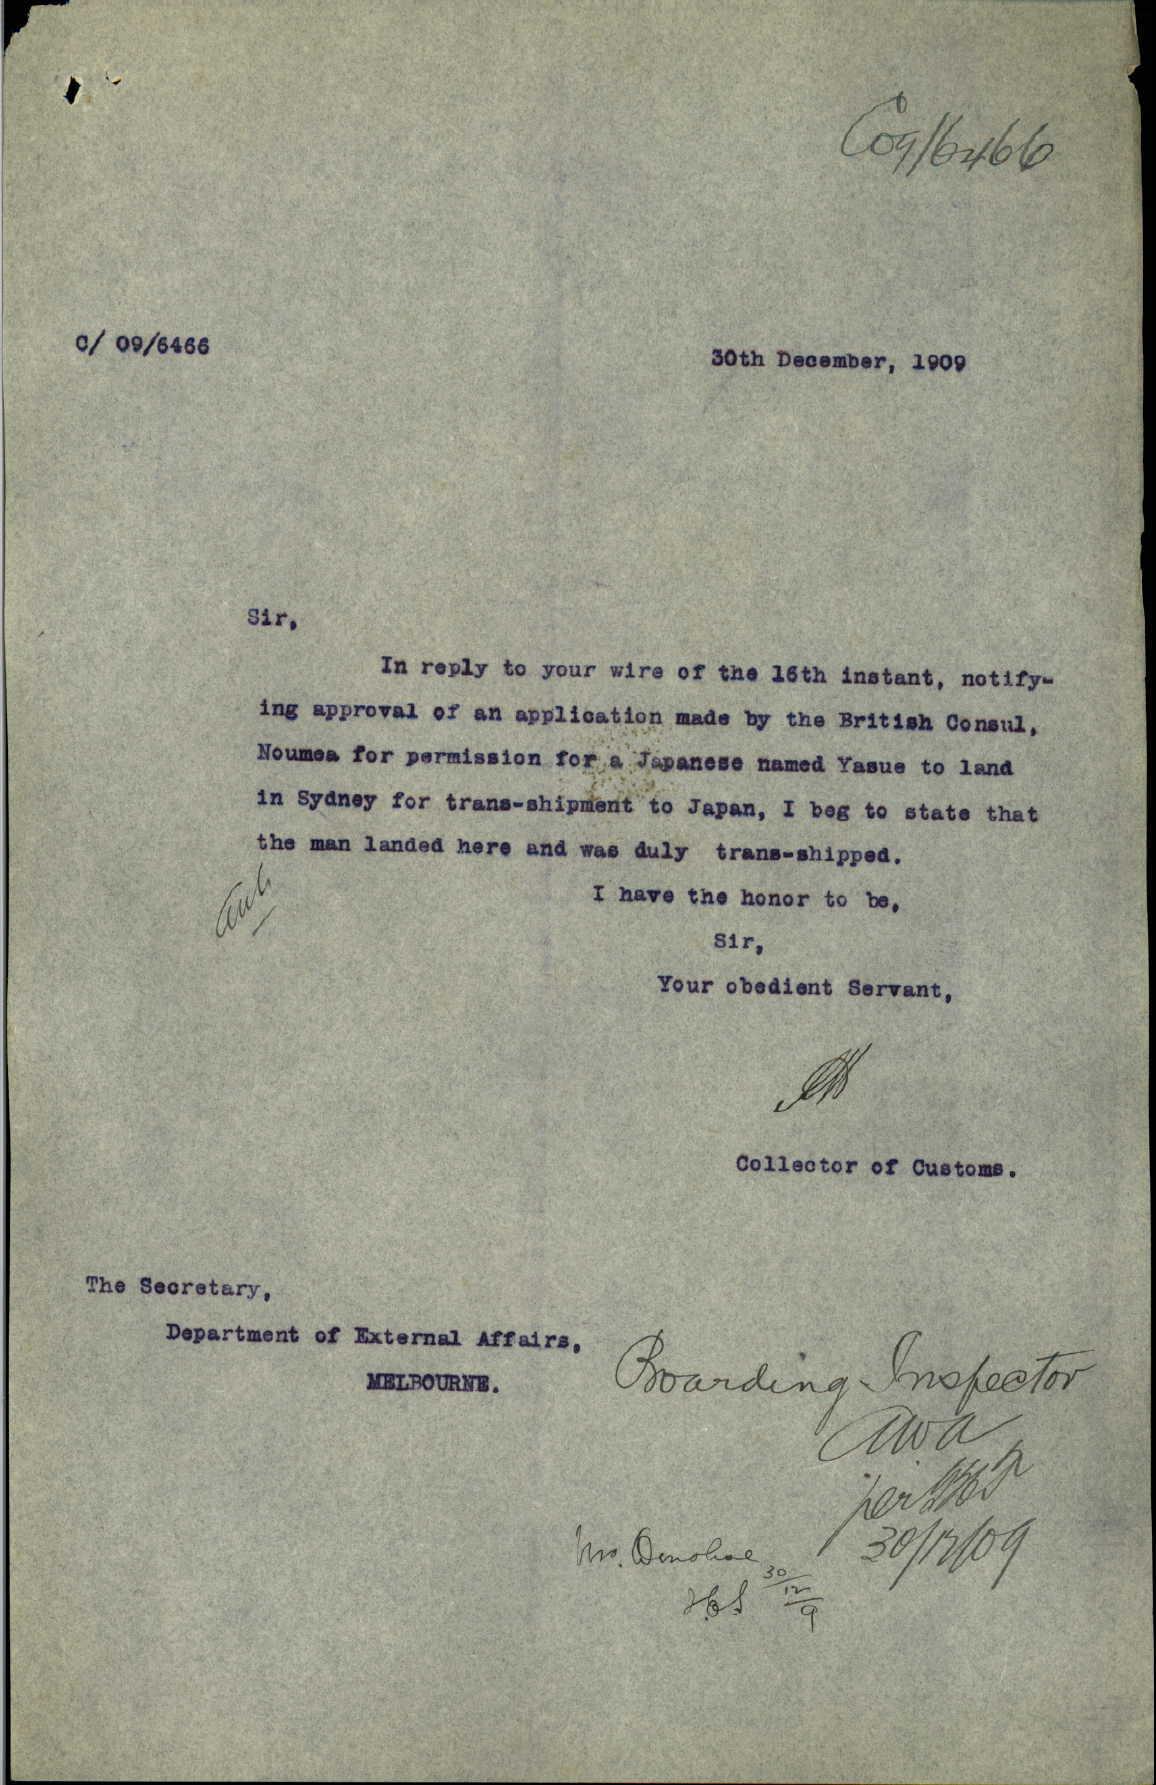 C09/6466
C/ 09/6466
30th December, 1909
Sir,
In reply to your wire of the 16th instant, notify-
ing approval of an application made by the British Consul,
Noumea for permission for a Japanese named Yasue to land
in Sydney for trans-shipment to Japan, I beg to state that
the man landed here and was duly trans-shipped.
I have the honor to be,
Sir,
Your obedient Servant,
Collector of Customs.
The Secretary,
Department of External Affairs,
MELBOURNE.
Boarding Inspector
AWA
per
30/12/09
Mr. Donohoe
30/12/9